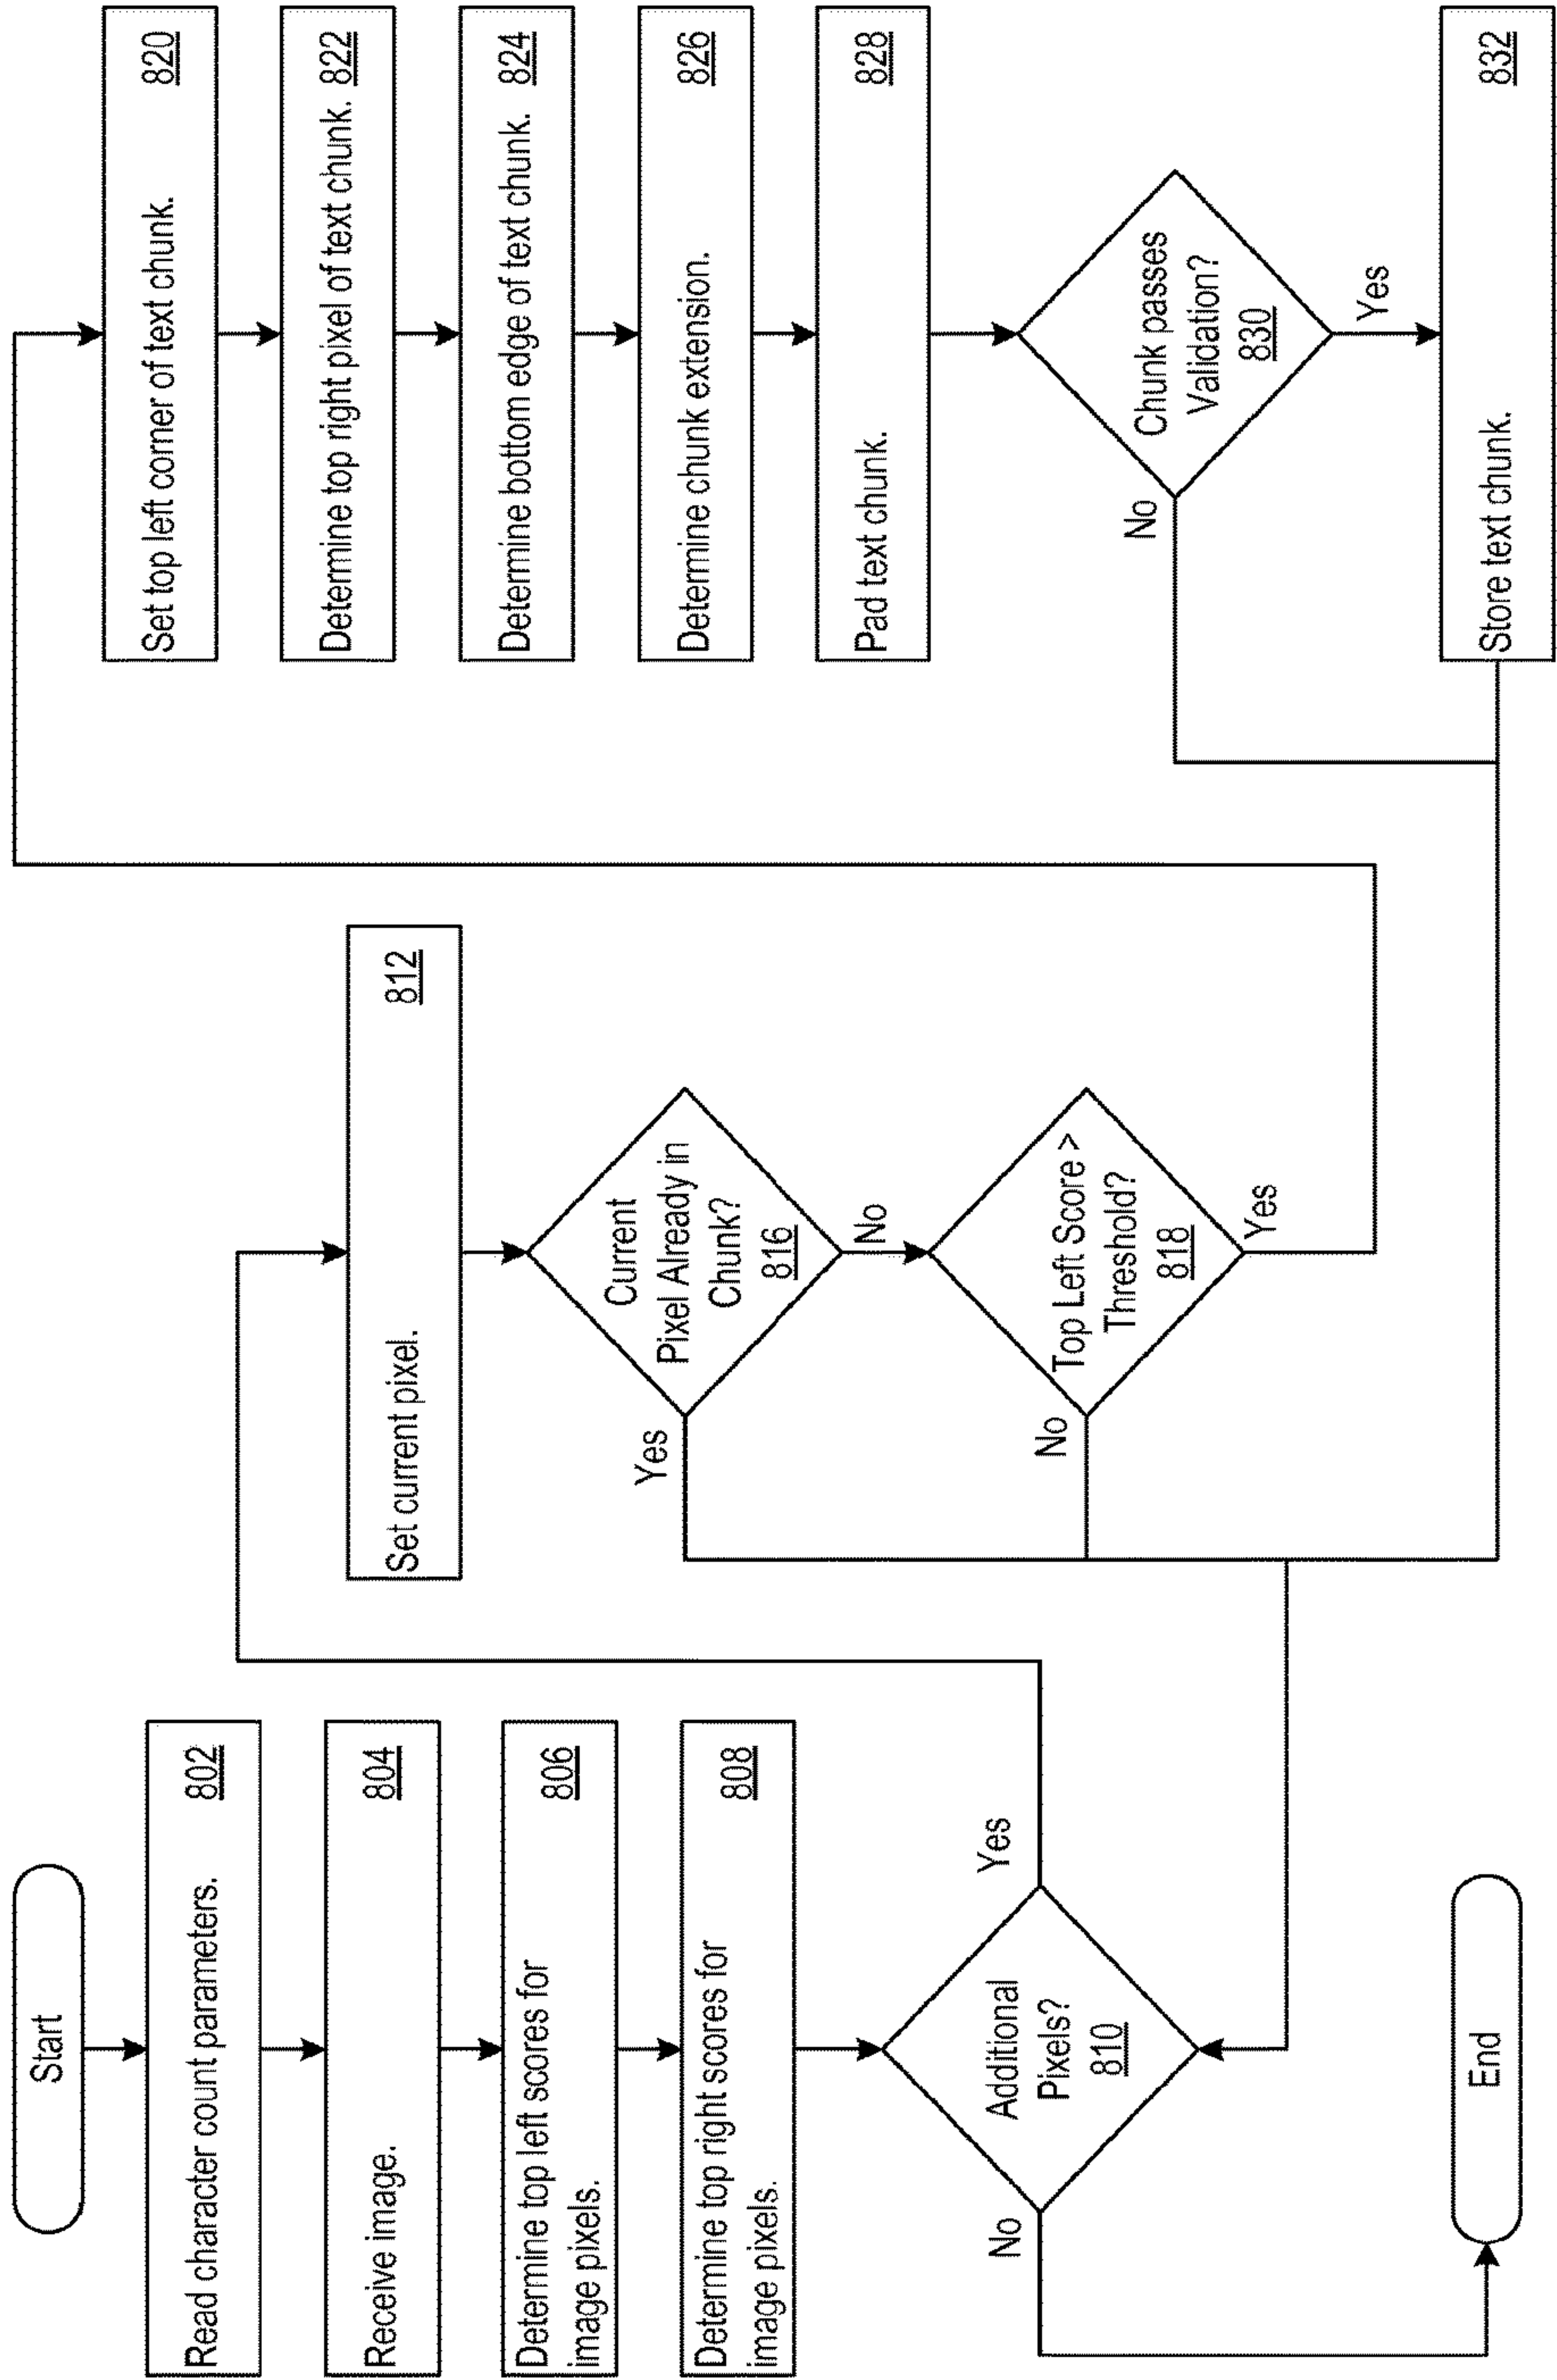 Start
Read character count parameters. 802
Receive image. 804
Determine top left scores for 806
image pixels.
Determine top right scores for 808
image pixels.
Additional
Pixels?
810
Yes
No
End
Set current pixel. 812
Current
Pixel Already in
Chunk?
816
Yes
No
Top Left Score >
Threshold?
818
No
Yes
Set top left corner of text chunk. 820
Determine top right pixel of text chunk. 822
Determine bottom edge of text chunk. 824
Determine chunk extension. 826
Pad text chunk. 828
Chunk passes
Validation?
830
No
Yes
Store text chunk. 832